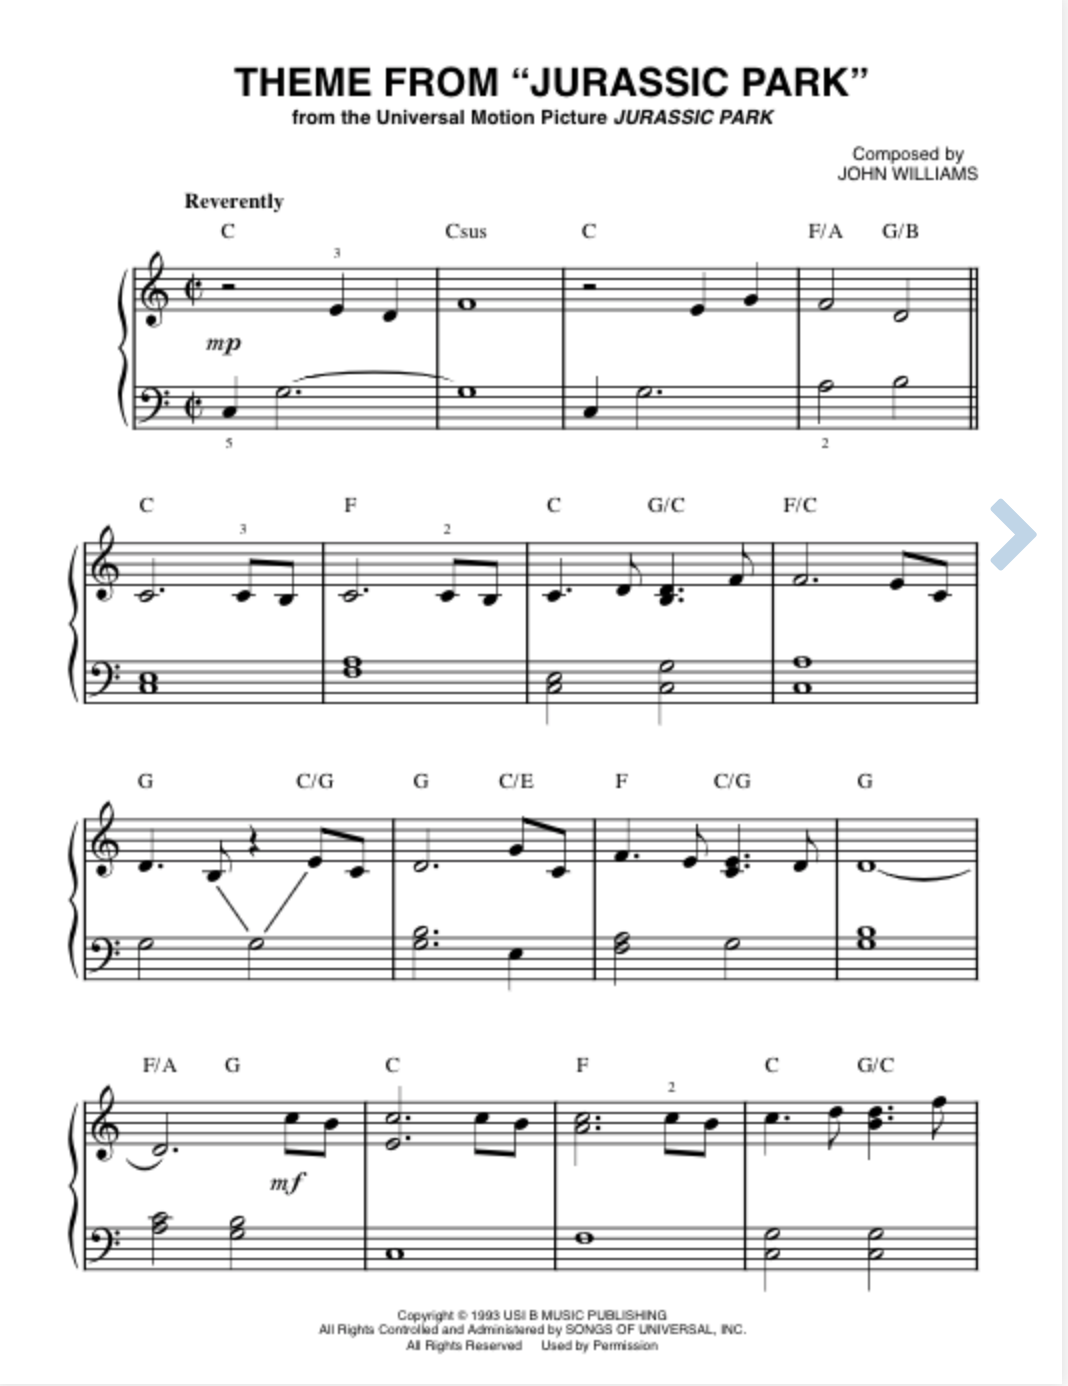 THEME FROM “JURASSIC PARK”
from the Universal Motion Picture JURASSIC PARK
Composed by
JOHN WILLIAMS
Reverently
C Csus C F/A G/B
3
mp
5 2
C F C G/C F/C
3 2
G C/G G C/E F C/G G
F/A G C F C G/C
2
mf
Copyright © 1993 USI B MUSIC PUBLISHING
All Rights Controlled and Administered by SONGS OF UNIVERSAL, INC.
All Rights Reserved Used by Permission